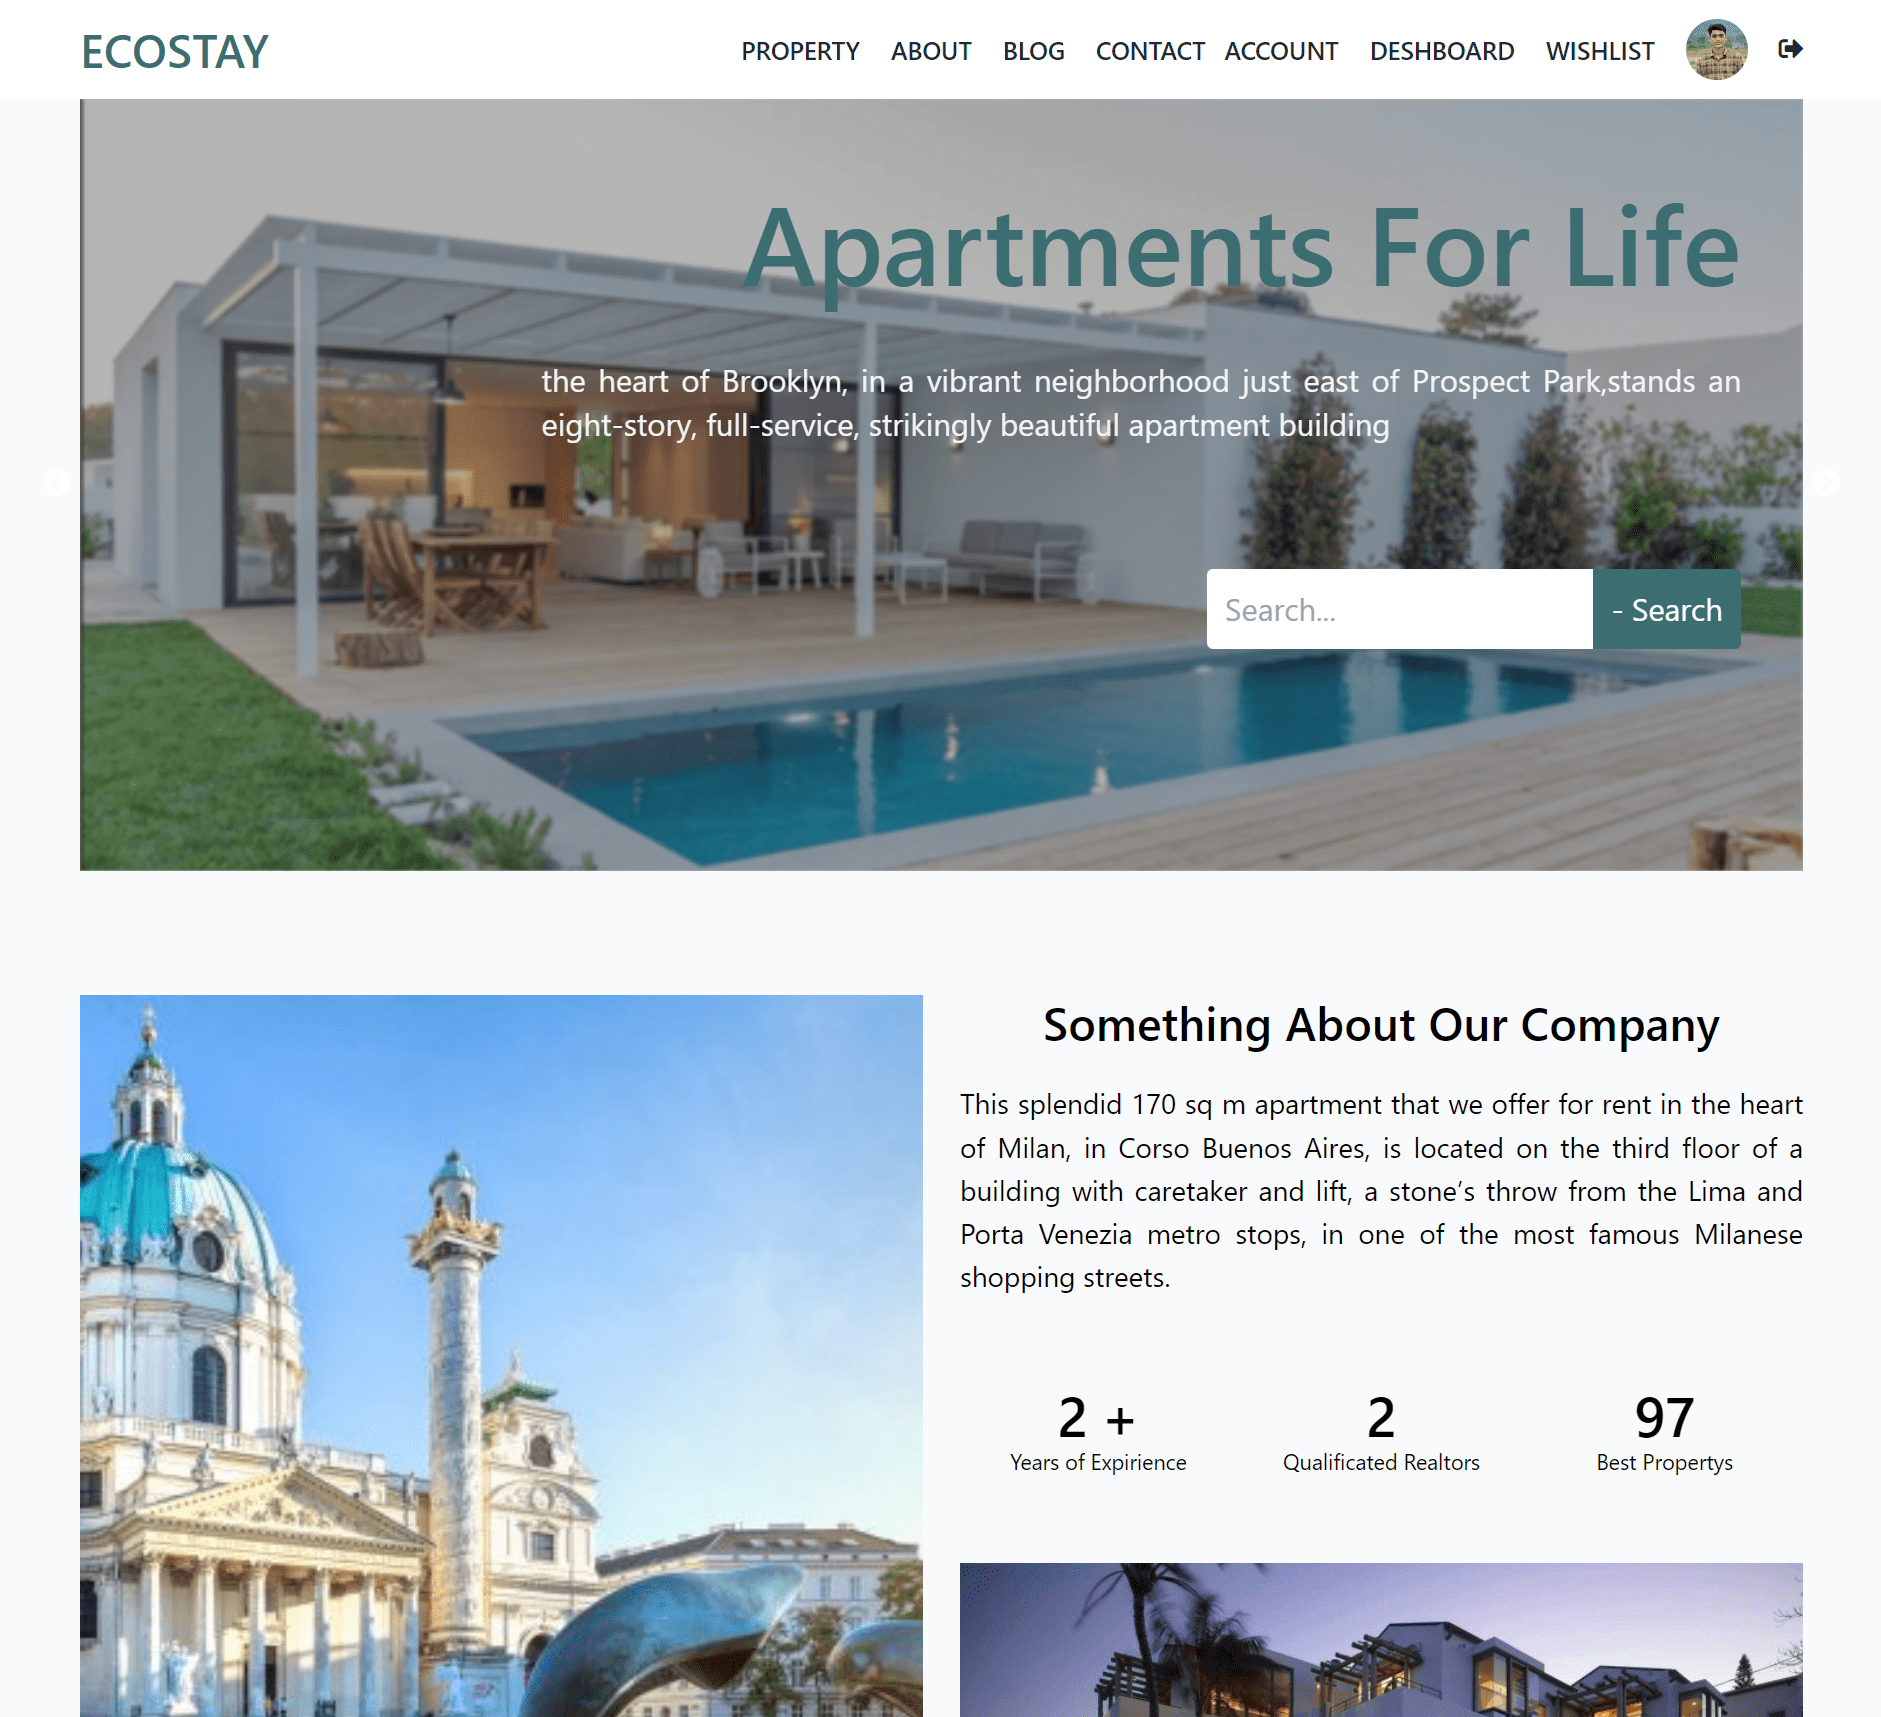 ECOSTAY
PROPERTY ABOUT BLOG CONTACT ACCOUNT DESHBOARD WISHLIST
Apartments For Life
the heart of Brooklyn, in a vibrant neighborhood just east of Prospect Park,stands an
eight-story, full-service, strikingly beautiful apartment building
Search...
- Search
Something About Our Company
This splendid 170 sq m apartment that we offer for rent in the heart
of Milan, in Corso Buenos Aires, is located on the third floor of a
building with caretaker and lift, a stone’s throw from the Lima and
Porta Venezia metro stops, in one of the most famous Milanese
shopping streets.
2 +
Years of Expirience
2
Qualificated Realtors
97
Best Propertys